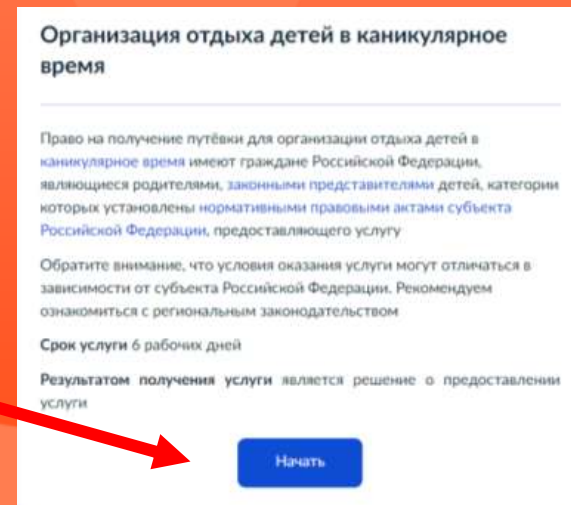 Организация отдыха детей в каникулярное
время
Право на получение путёвки для организации отдыха детей в
каникулярное время имеют граждане Российской Федерации,
являющиеся родителями, законными представителями детей, категории
которых установлены нормативными правовыми актами субъекта
Российской Федерации, предоставляющего услугу
Обратите внимание, что условия оказания услуги могут отличаться в
зависимости от субъекта Российской Федерации. Рекомендуем
ознакомиться с региональным законодательством
Срок услуги 6 рабочих дней
Результатом получения услуги является решение о предоставлении
услуги
Начать